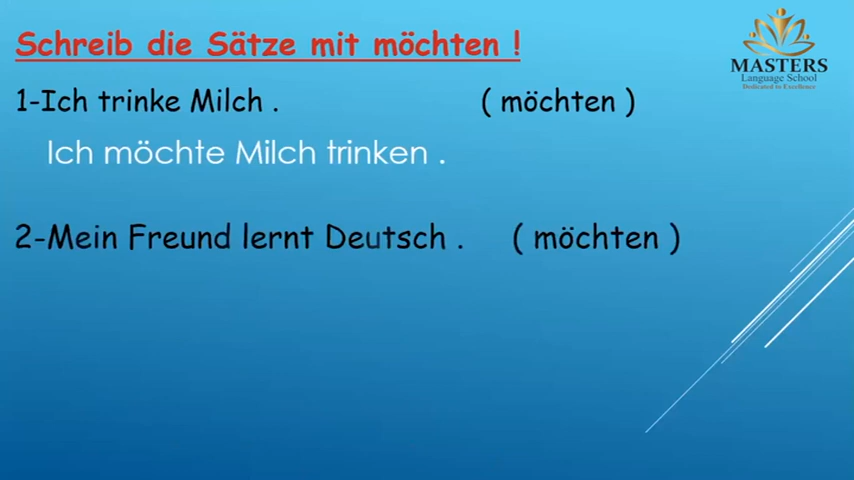 Schreib die Sätze mit möchten !
MASTERS
Language School
Dedicated to Excellence
1-Ich trinke Milch . ( möchten )
Ich möchte Milch trinken .
2-Mein Freund lernt Deutsch . ( möchten )